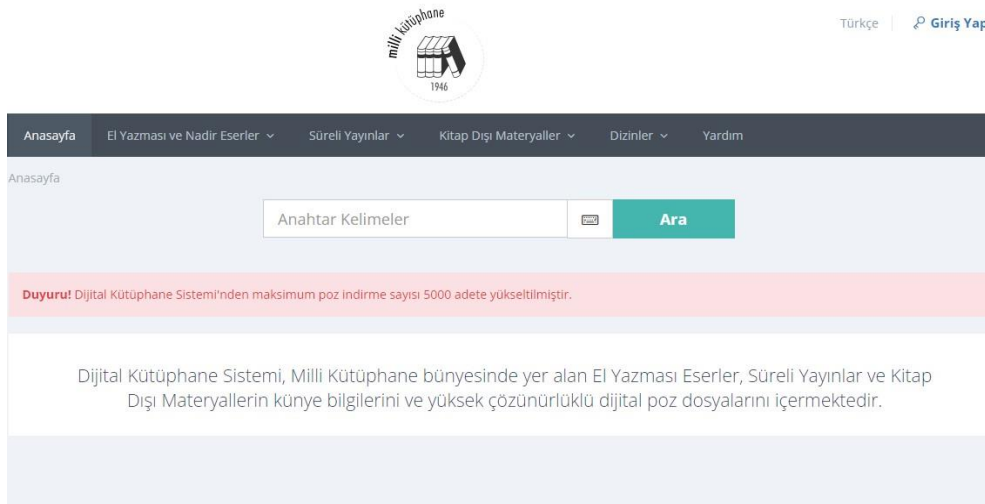 milli kütüphane
1946
Türkçe
Giriş Yap
Anasayfa
El Yazması ve Nadir Eserler
Süreli Yayınlar
Kitap Dışı Materyaller
Dizinler
Yardım
Anasayfa
Anahtar Kelimeler
Ara
Duyuru! Dijital Kütüphane Sistemi'nden maksimum poz indirme sayısı 5000 adete yükseltilmiştir.
Dijital Kütüphane Sistemi, Milli Kütüphane bünyesinde yer alan El Yazması Eserler, Süreli Yayınlar ve Kitap
Dışı Materyallerin künye bilgilerini ve yüksek çözünürlüklü dijital poz dosyalarını içermektedir.